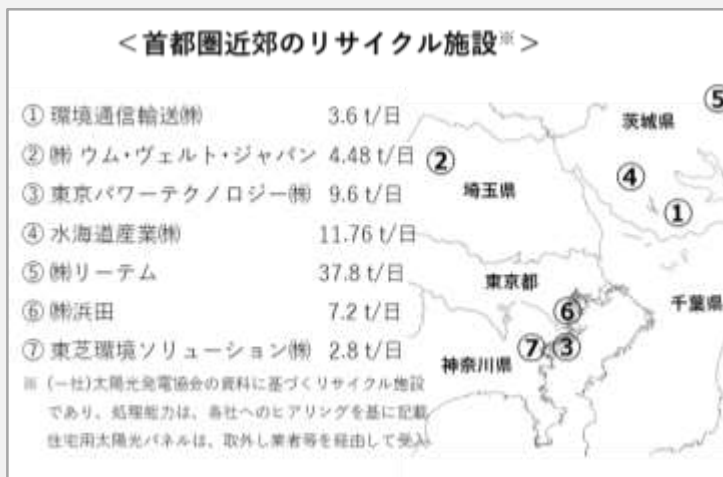 ＜首都圏近郊のリサイクル施設※＞
① 環境通信輸送㈱ 3.6 t/日
② ㈱ ウム・ヴェルト・ジャパン 4.48 t/日
③ 東京パワーテクノロジー㈱ 9.6 t/日
④ 水海道産業㈱ 11.76 t/日
⑤ ㈱リーテム 37.8 t/日
⑥ ㈱浜田 7.2 t/日
⑦ 東芝環境ソリューション㈱ 2.8 t/日
※ (一社)太陽光発電協会の資料に基づくリサイクル施設
であり、処理能力は、各社へのヒアリングを基に記載
住宅用太陽光パネルは、取外し業者等を経由して受入
⑤
茨城県
②
④
埼玉県
①
東京都
千葉県
⑥
⑦
③
神奈川県